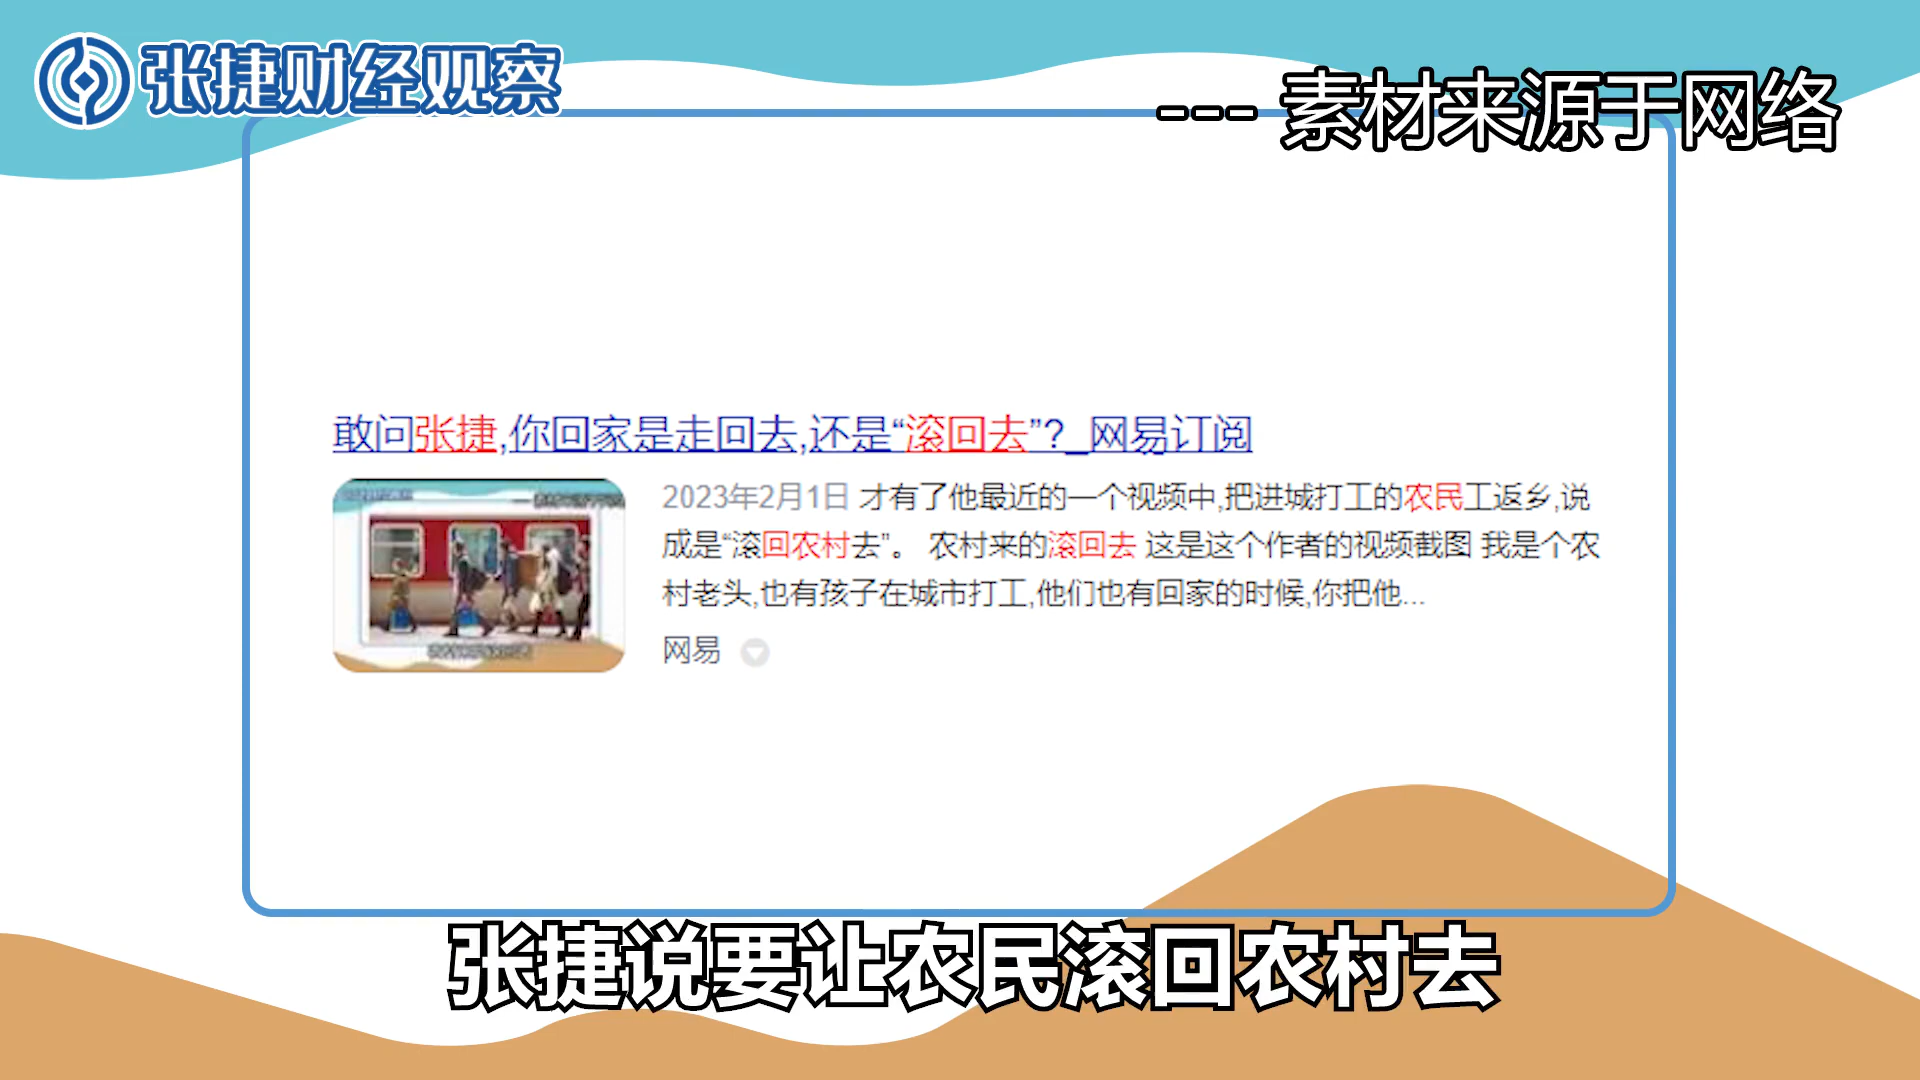 张捷财经观察
--- 素材来源于网络
敢问张捷,你回家是走回去,还是“滚回去”?_网易订阅
2023年2月1日 才有了他最近的一个视频中,把进城打工的农民工返乡,说
成是“滚回农村去”。 农村来的滚回去 这是这个作者的视频截图 我是个农
村老头,也有孩子在城市打工,他们也有回家的时候,你把他...
网易
张捷说要让农民滚回农村去